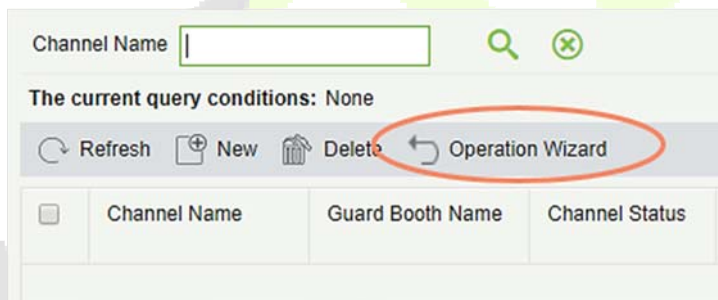 Channel Name
The current query conditions: None
Refresh New Delete Operation Wizard
Channel Name Guard Booth Name Channel Status